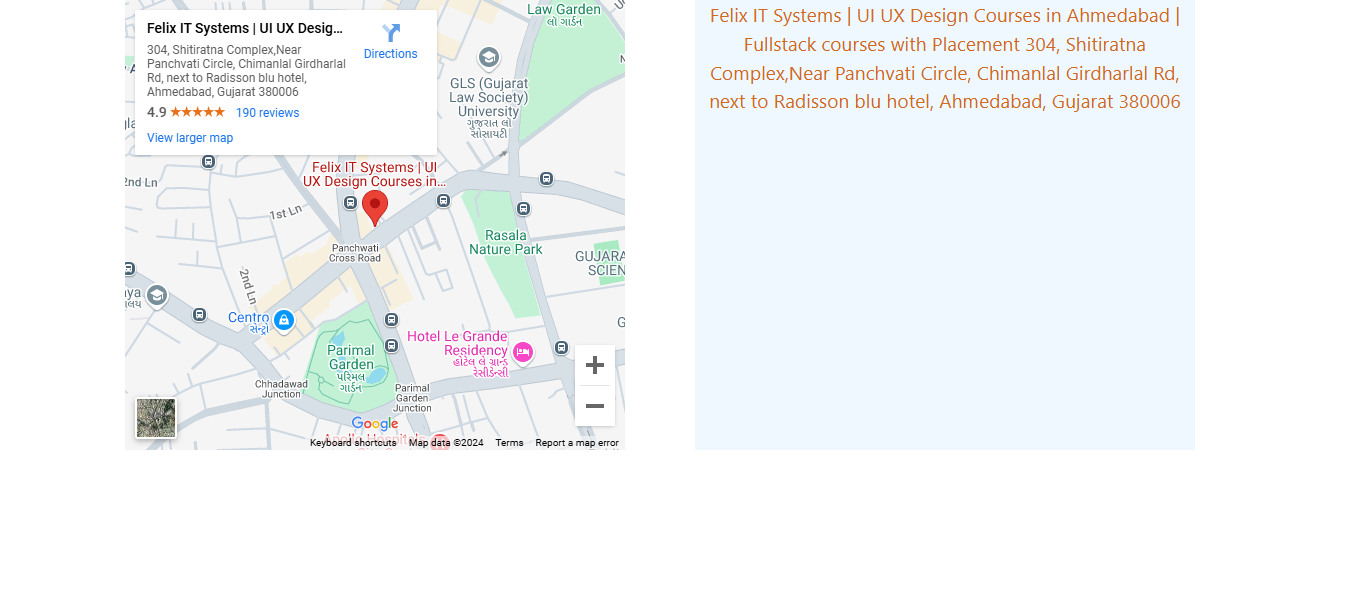 Felix IT Systems | UI UX Desig...
304, Shitiratna Complex,Near
Panchvati Circle, Chimanlal Girdharlal
Rd, next to Radisson blu hotel,
Ahmedabad, Gujarat 380006
4.9
190 reviews
View larger map
Directions
Law Garden
લો ગાર્ડન
GLS (Gujarat
Law Society)
University
ગુજરાત લો
સોસાયટી
Felix IT Systems | UI
UX Design Courses in...
2nd Ln
1st Ln
Rasala
Nature Park
Panchwati
Cross Road
GUJARA
SCIEN
2nd Ln
Centro
સેન્ટ્રો
Hotel Le Grande
Residency
હોટેલ લે ગ્રાન્ડ
રેસીડેન્સી
Parimal
Garden
પરિમલ
ગાર્ડન
Chhadawad
Junction
Parimal
Garden
Junction
Google
Apollo Hospitals
Keyboard shortcuts
Map data ©2024
Terms
Report a map error
Felix IT Systems | UI UX Design Courses in Ahmedabad |
Fullstack courses with Placement 304, Shitiratna
Complex,Near Panchvati Circle, Chimanlal Girdharlal Rd,
next to Radisson blu hotel, Ahmedabad, Gujarat 380006